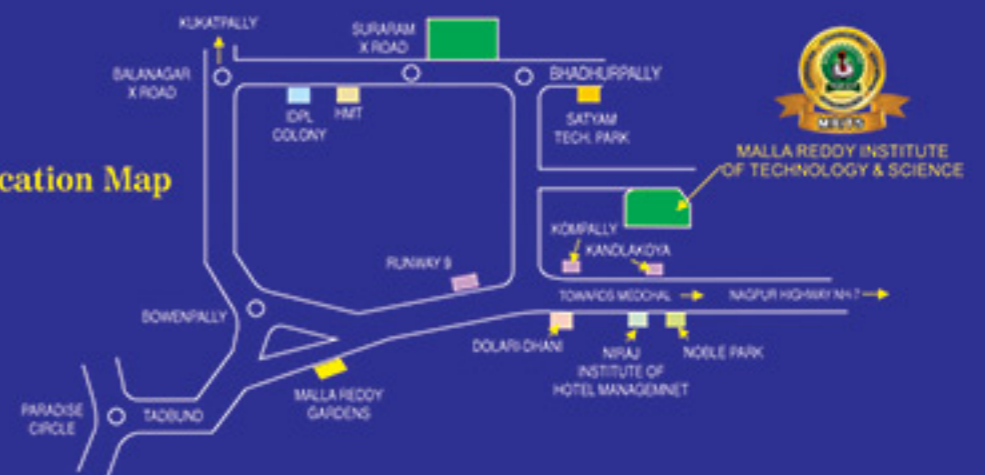 KUKATPALLY
SURARAM
X ROAD
BALANAGAR
X ROAD
BHADHURPALLY
IDPL
COLONY
HMT
SATYAM
TECH. PARK
MRITS
MALLA REDDY INSTITUTE
OF TECHNOLOGY & SCIENCE
cation Map
KOMPALLY
KANDLAKOYA
RUNWAY 9
TOWARDS MEDCHAL
NAGPUR HIGHWAY NH-7
BOWENPALLY
DOLARI-DHANI
NIRAJ
INSTITUTE OF
HOTEL MANAGEMNET
NOBLE PARK
MALLA REDDY
GARDENS
PARADISE
CIRCLE
TADBUND